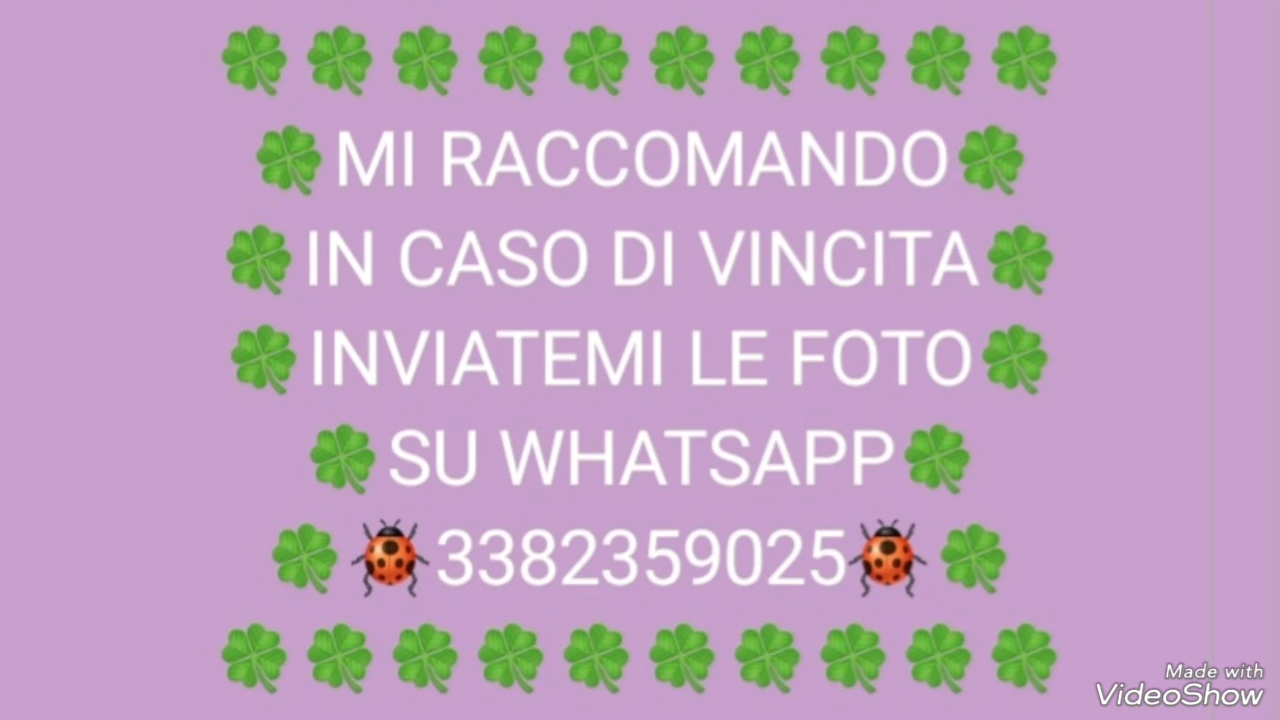 🍀🍀🍀🍀🍀🍀🍀🍀🍀🍀
🍀MI RACCOMANDO🍀
🍀IN CASO DI VINCITA🍀
🍀INVIATEMI LE FOTO🍀
🍀SU WHATSAPP🍀
🍀🐞3382359025🐞🍀
🍀🍀🍀🍀🍀🍀🍀🍀🍀🍀
Made with
VideoShow